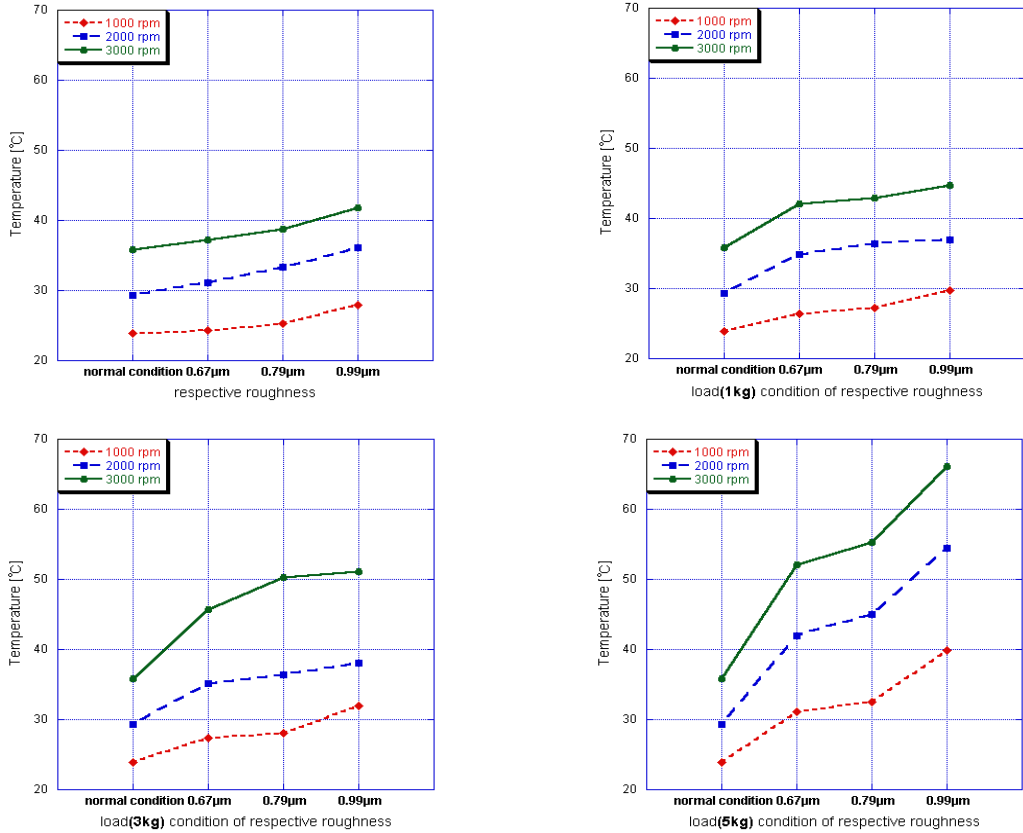 70
1000 rpm
2000 rpm
3000 rpm
60
50
40
30
20
Temperature [°C]
normal condition 0.67μm 0.79μm 0.99μm
respective roughness
70
1000 rpm
2000 rpm
3000 rpm
60
50
40
30
20
Temperature [°C]
normal condition 0.67μm 0.79μm 0.99μm
load(1kg) condition of respective roughness
70
1000 rpm
2000 rpm
3000 rpm
60
50
40
30
20
Temperature [°C]
normal condition 0.67μm 0.79μm 0.99μm
load(3kg) condition of respective roughness
70
1000 rpm
2000 rpm
3000 rpm
60
50
40
30
20
Temperature [°C]
normal condition 0.67μm 0.79μm 0.99μm
load(5kg) condition of respective roughness